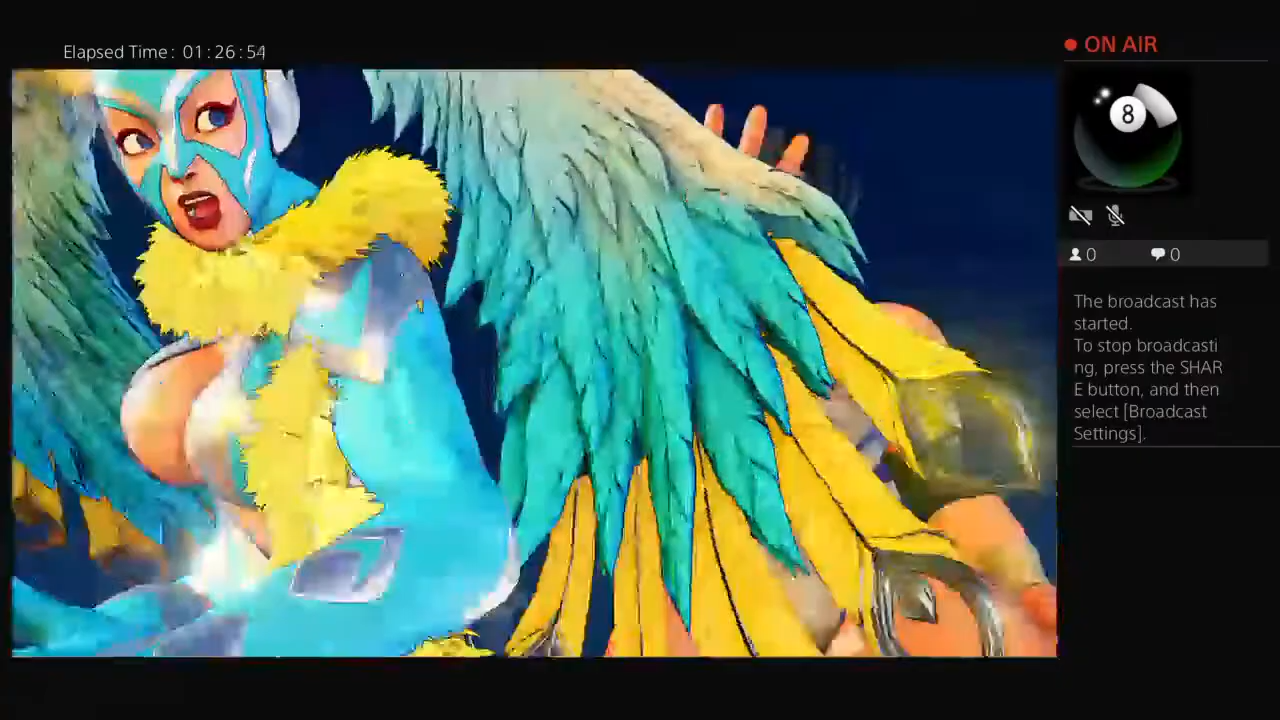 Elapsed Time: 01:26:54
ON AIR
8
0 0
The broadcast has
started.
To stop broadcasti
ng, press the SHAR
E button, and then
select [Broadcast
Settings].